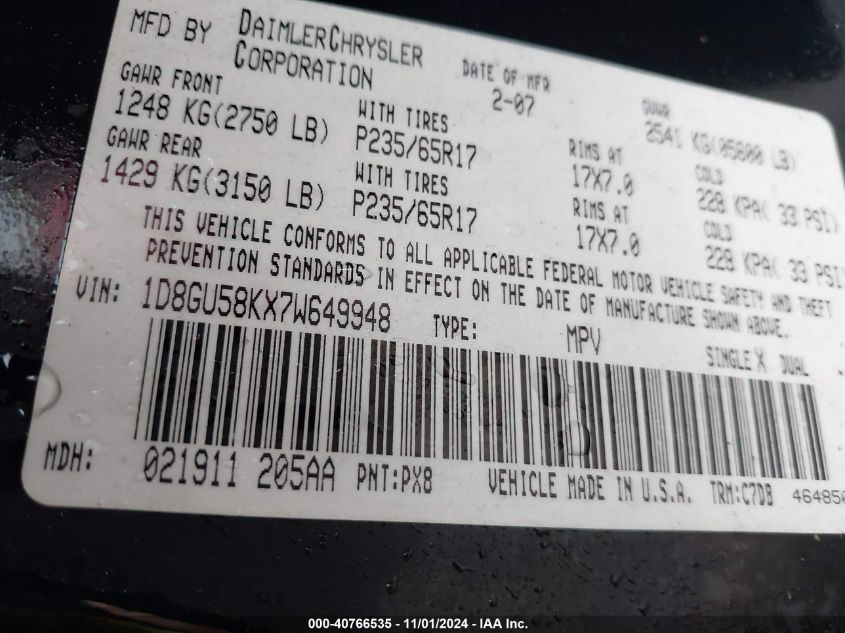 MFD BY DAIMLERCHRYSLER CORPORATION DATE OF MFR 2-07 GVWR 2541 KG(05600 LB)
GAWR FRONT WITH TIRES RIMS AT COLD
1248 KG(2750 LB) P235/65R17 17X7.0 228 KPA( 33 PSI)
GAWR REAR WITH TIRES RIMS AT COLD
1429 KG(3150 LB) P235/65R17 17X7.0 228 KPA( 33 PSI
THIS VEHICLE CONFORMS TO ALL APPLICABLE FEDERAL MOTOR VEHICLE SAFETY AND THEFT
PREVENTION STANDARDS IN EFFECT ON THE DATE OF MANUFACTURE SHOWN ABOVE.
VIN: 1D8GU58KX7W649948 TYPE: MPV SINGLE X DUAL
MDH: 021911 205AA PNT:PX8 VEHICLE MADE IN U.S.A. TRM:C7DB 464850
000-40766535 - 11/01/2024 - IAA Inc.